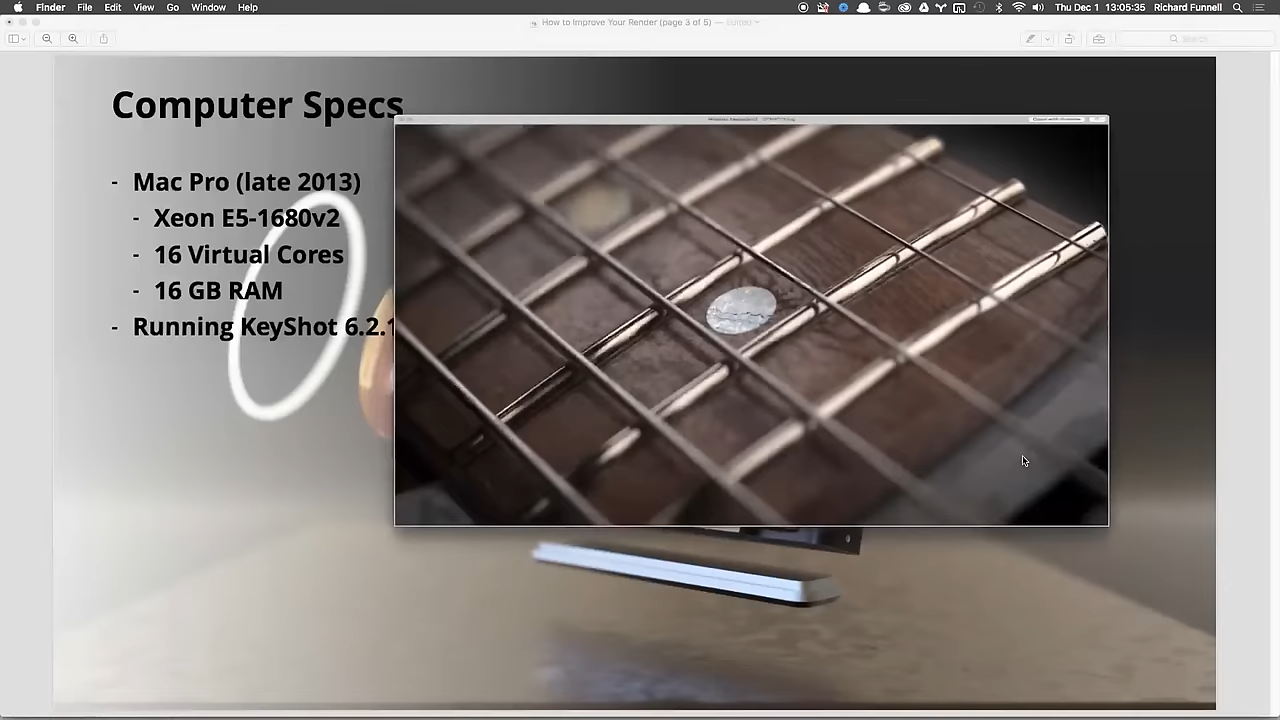 Finder File Edit View Go Window Help Thu Dec 1 13:05:35 Richard Funnell
How to Improve Your Render (page 3 of 5) — Edited
Search
Computer Specs
- Mac Pro (late 2013)
- Xeon E5-1680v2
- 16 Virtual Cores
- 16 GB RAM
- Running KeyShot 6.2.1